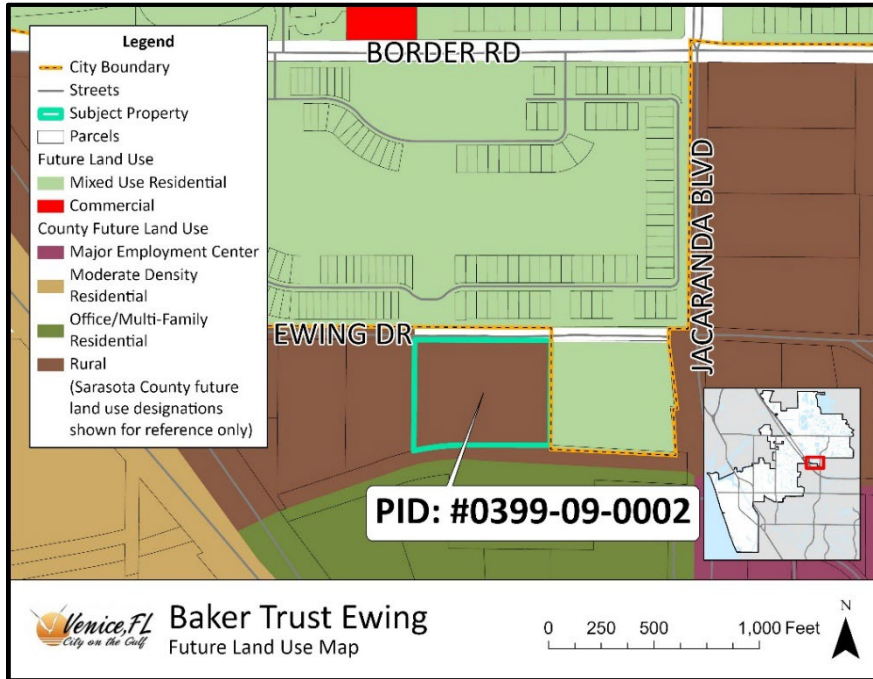 Legend
City Boundary
Streets
Subject Property
Parcels
Future Land Use
Mixed Use Residential
Commercial
County Future Land Use
Major Employment Center
Moderate Density
Residential
Office/Multi-Family
Residential
Rural
(Sarasota County future
land use designations
shown for reference only)
BORDER RD
JACARANDA BLVD
EWING DR
PID: #0399-09-0002
Venice, FL
City on the Gulf
Baker Trust Ewing
Future Land Use Map
0 250 500 1,000 Feet
N